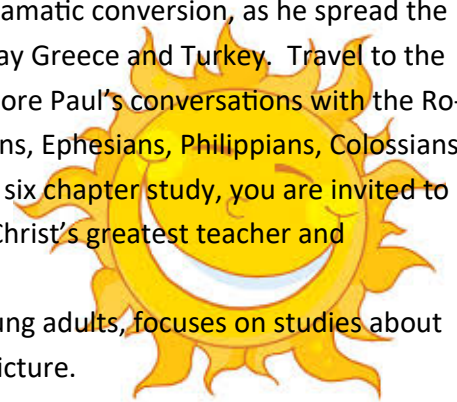 amatic conversion, as he spread the
ay Greece and Turkey. Travel to the
ore Paul's conversations with the Ro-
ns, Ephesians, Philippians, Colossians
six chapter study, you are invited to
Christ's greatest teacher and
ung adults, focuses on studies about
icture.